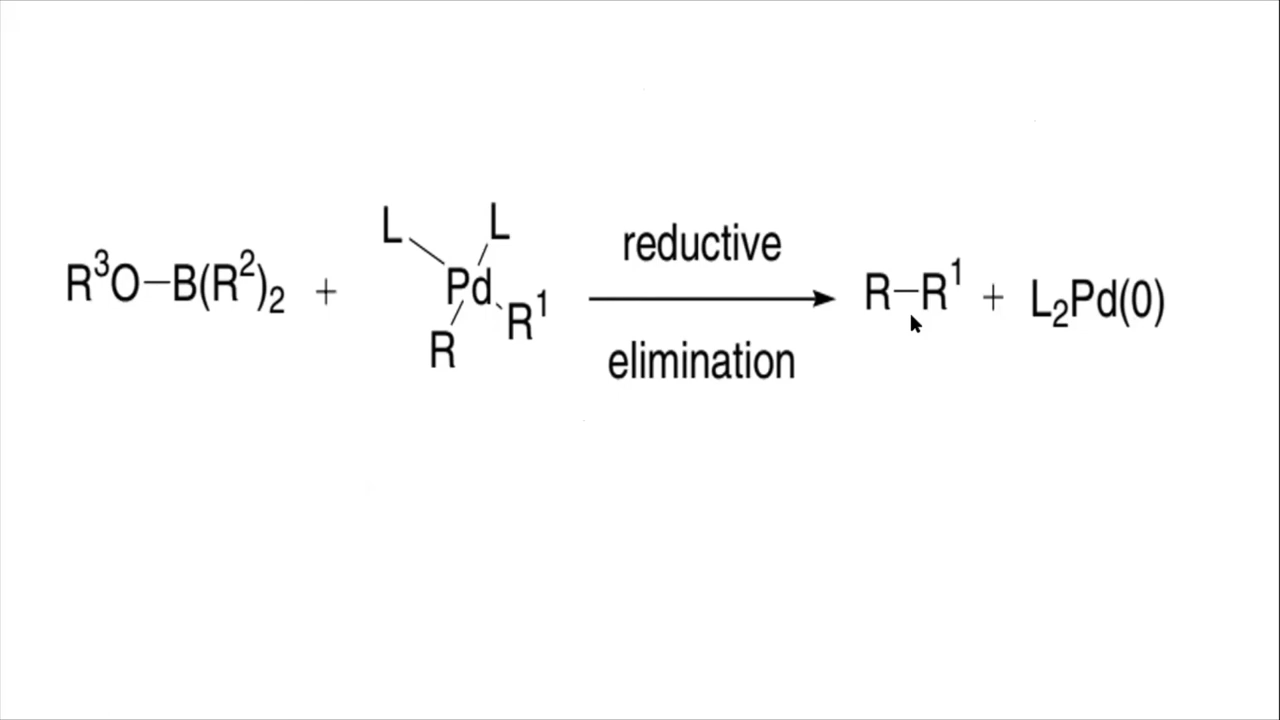 R³O–B(R²)₂ + L L Pd R R¹ reductive elimination R–R¹ + L₂Pd(0)